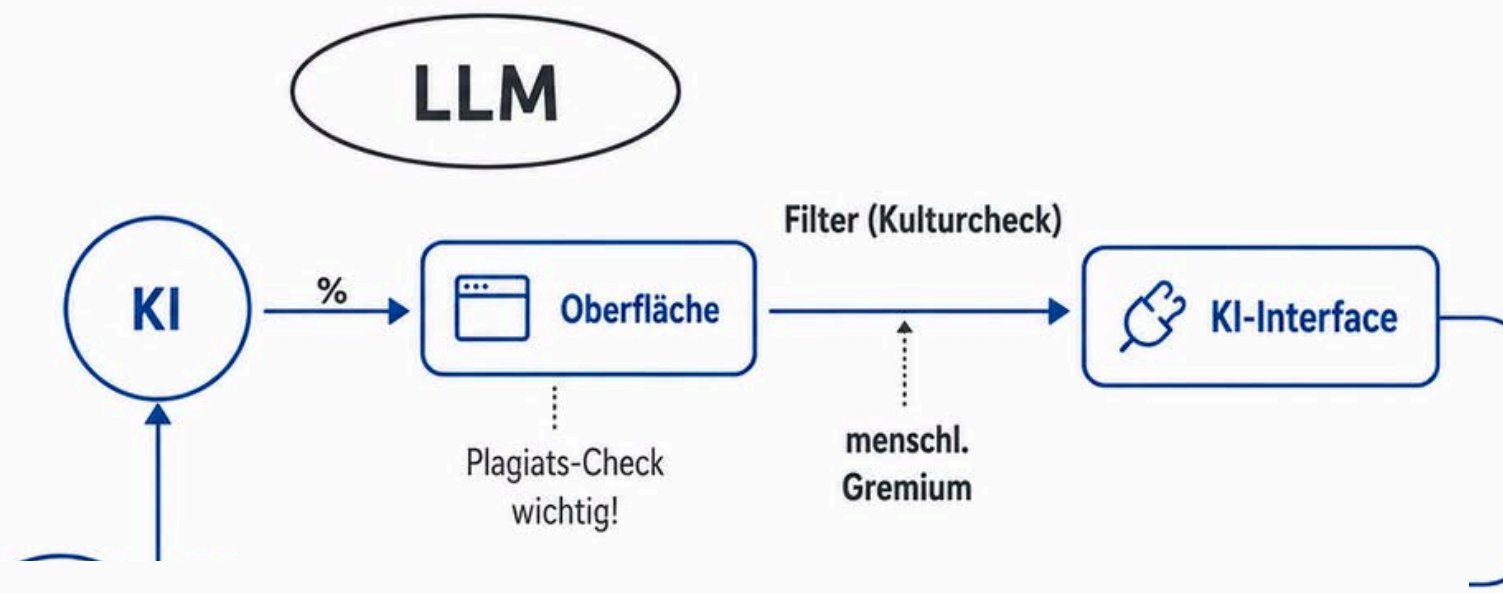 LLM
Filter (Kulturcheck)
KI
%
Oberfläche
KI-Interface
Plagiats-Check
wichtig!
menschl.
Gremium